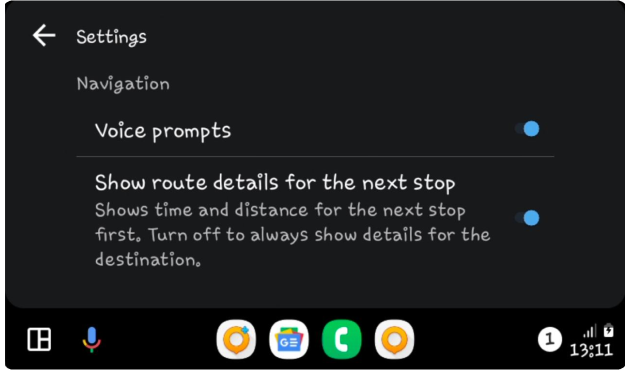 Settings
Navigation
Voice prompts
Show route details for the next stop
Shows time and distance for the next stop
first. Turn off to always show details for the
destination.
GE
1
13:11